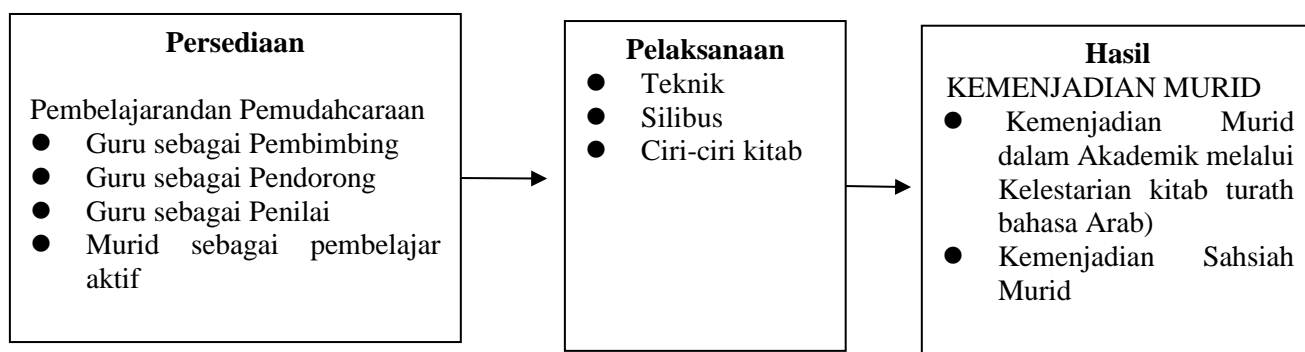 Persediaan
Pembelajarandan Pemudahcaraan
● Guru sebagai Pembimbing
● Guru sebagai Pendorong
● Guru sebagai Penilai
● Murid sebagai pembelajar
aktif
Pelaksanaan
● Teknik
● Silibus
● Ciri-ciri kitab
Hasil
KEMENJADIAN MURID
● Kemenjadian Murid
dalam Akademik melalui
Kelestarian kitab turath
bahasa Arab)
● Kemenjadian Sahsiah
Murid